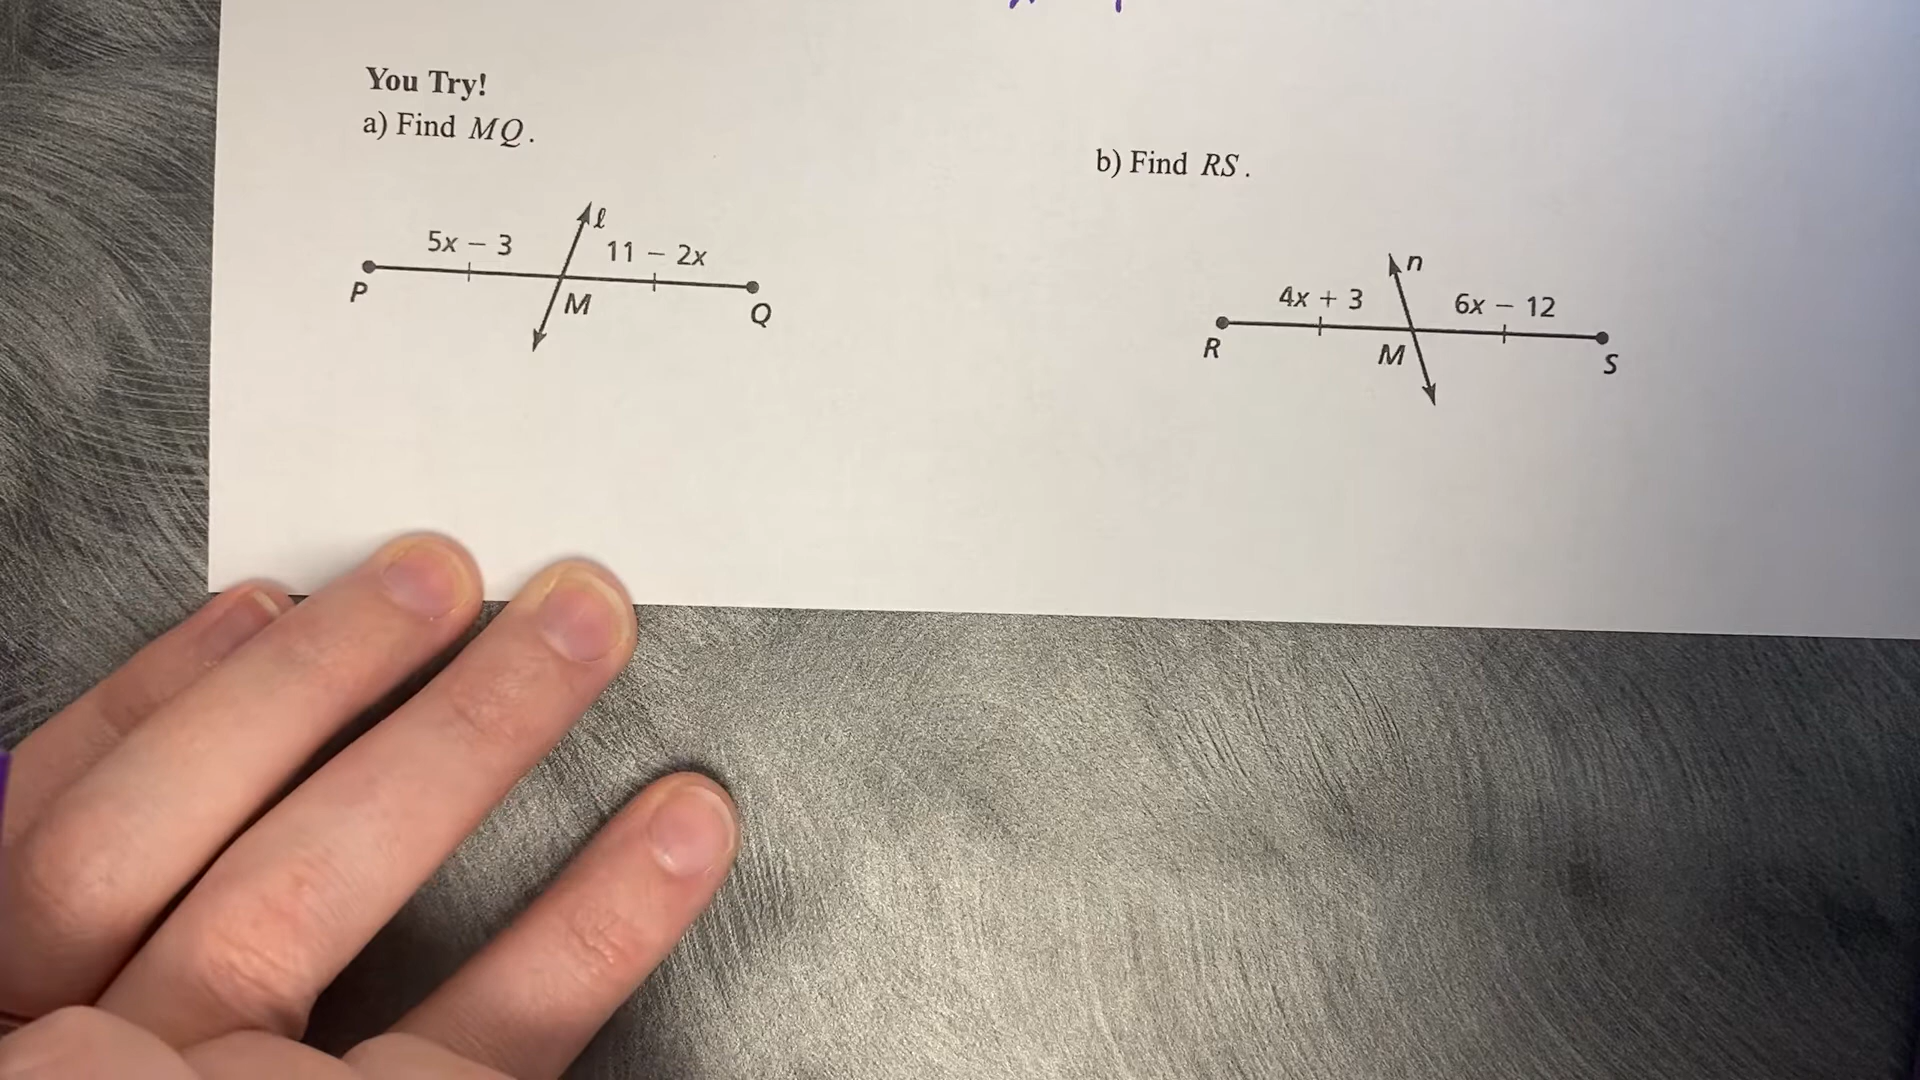 You Try!
a) Find MQ.
b) Find RS.
5x − 3
ℓ
11 − 2x
P
M
Q
n
4x + 3
6x − 12
R
M
S